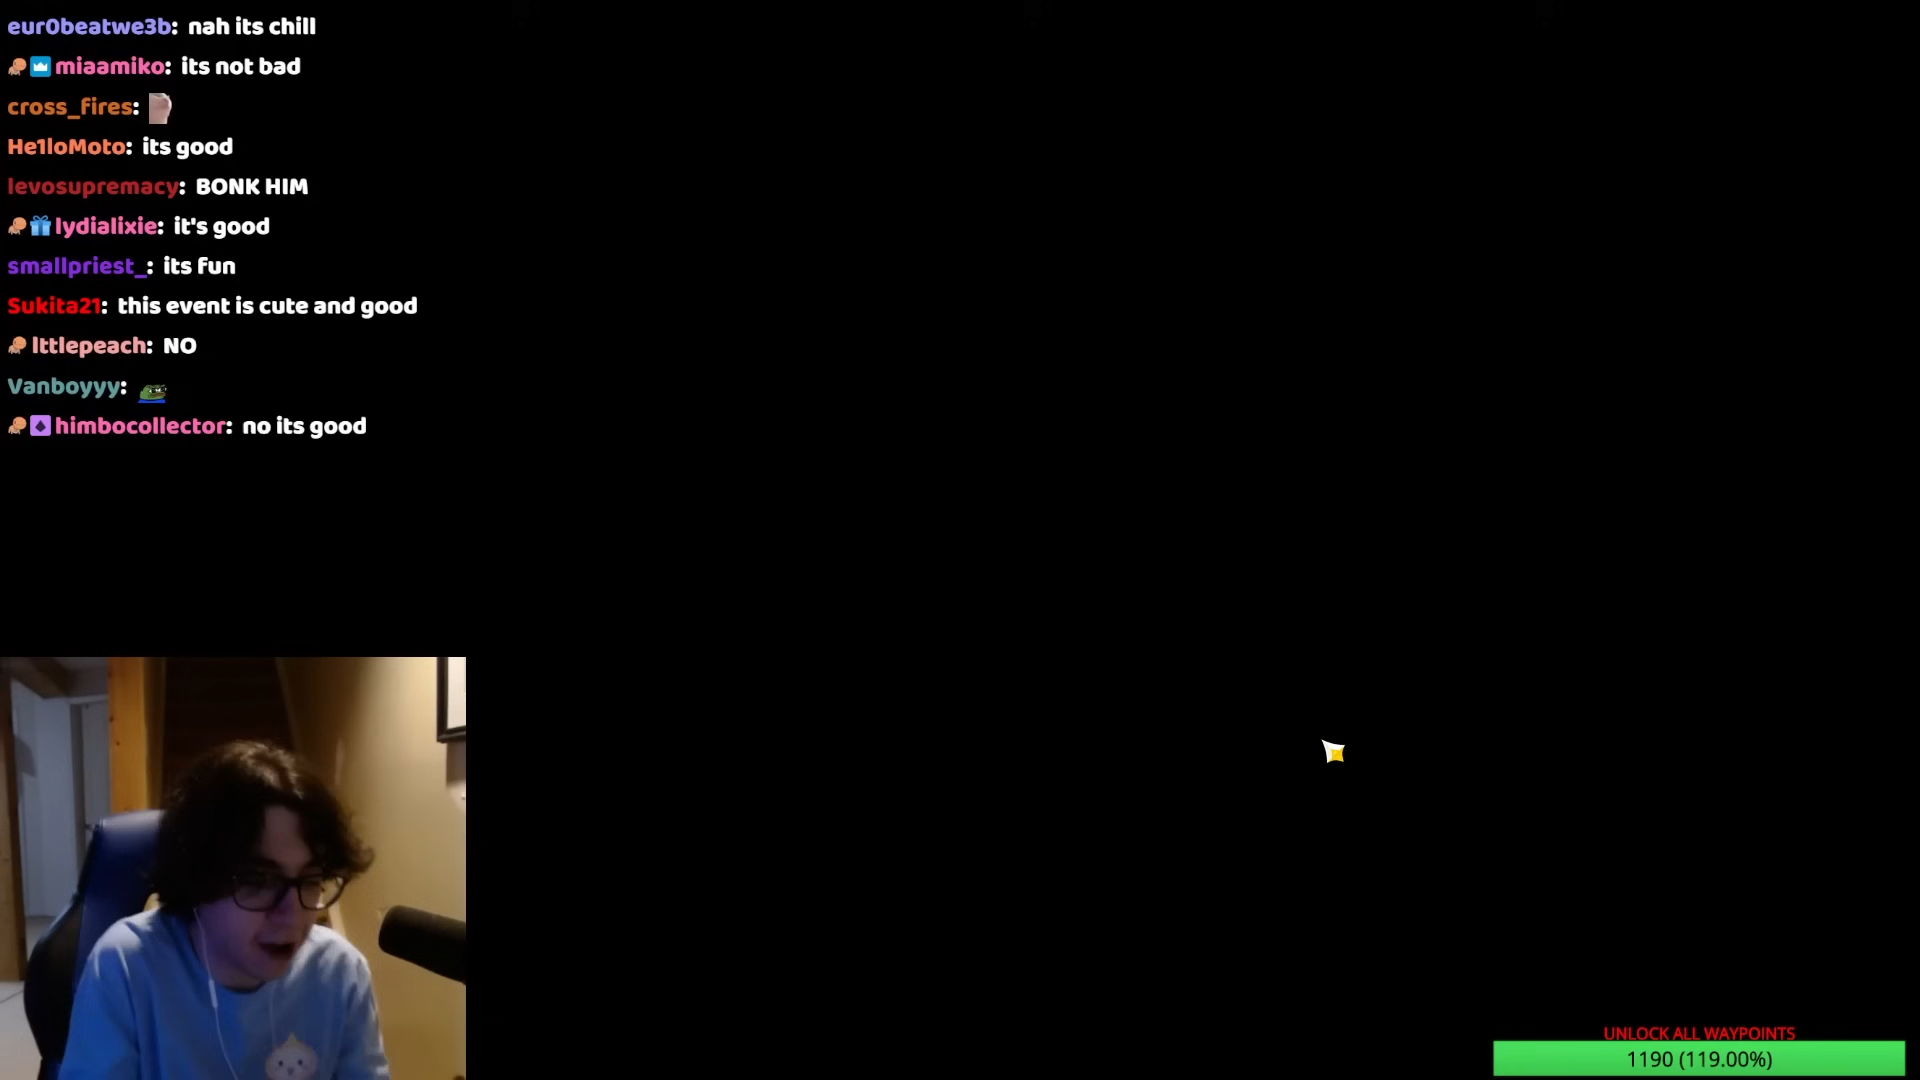 eur0beatwe3b: nah its chill
miaamiko: its not bad
cross_fires:
He1loMoto: its good
levosupremacy: BONK HIM
lydialixie: it's good
smallpriest_: its fun
Sukita21: this event is cute and good
lttlepeach: NO
Vanboyyy:
himbocollector: no its good
UNLOCK ALL WAYPOINTS
1190 (119.00%)